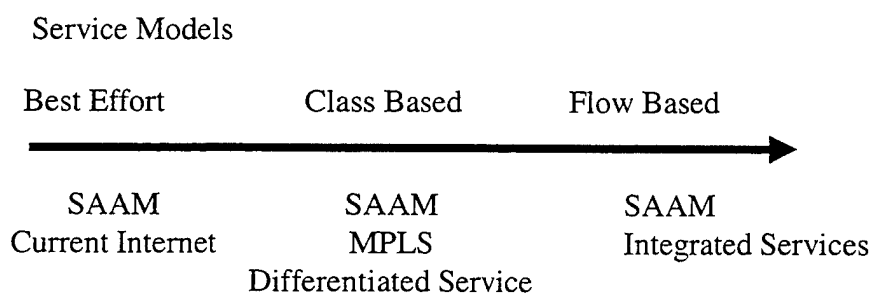 Service Models
Best Effort Class Based Flow Based
SAAM SAAM SAAM
Current Internet MPLS Integrated Services
Differentiated Service